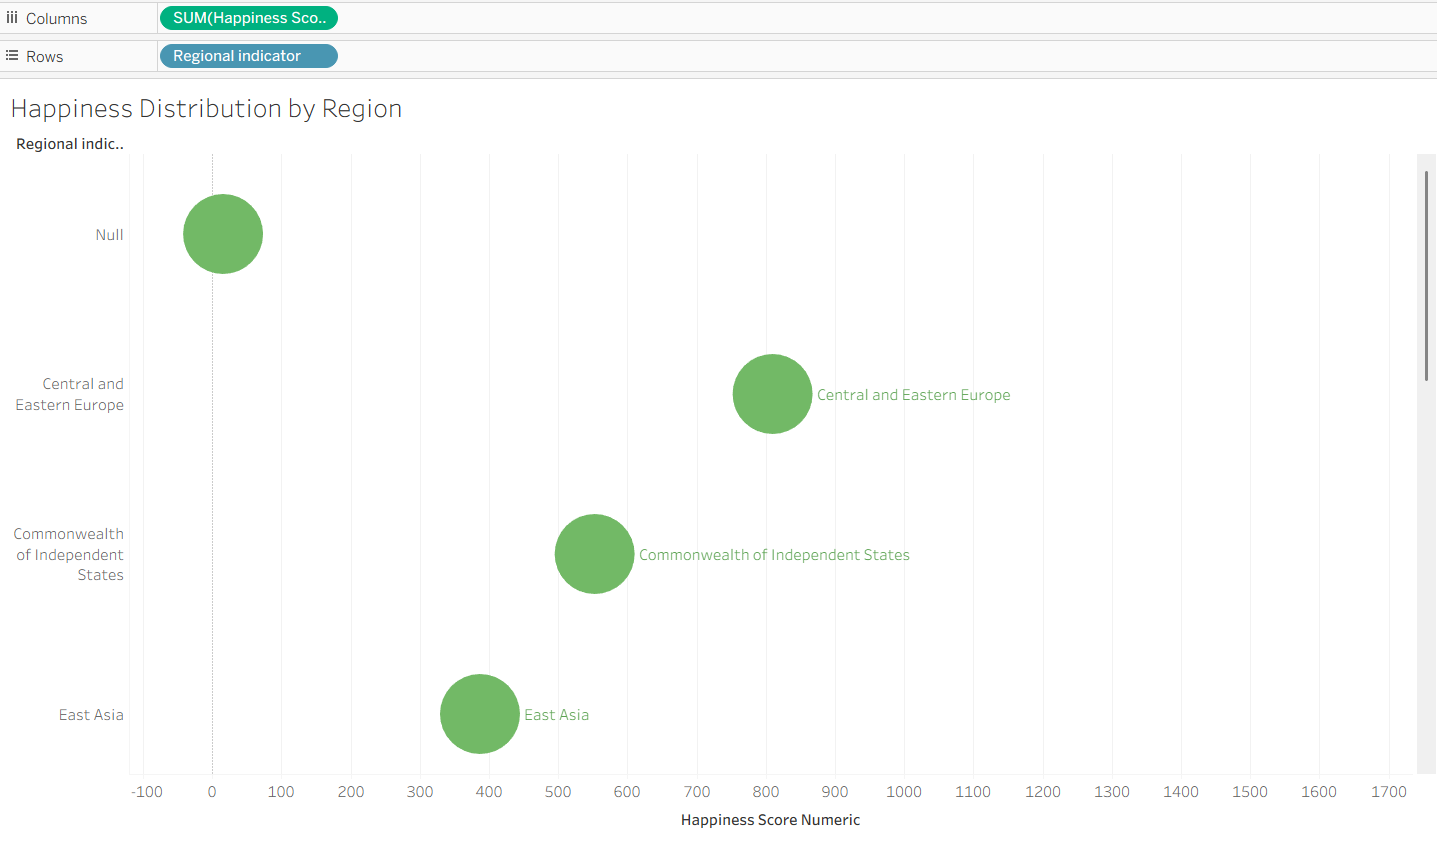 Columns
SUM(Happiness Sco..
Rows
Regional indicator
Happiness Distribution by Region
Regional indic..
Null
Central and
Eastern Europe
Central and Eastern Europe
Commonwealth
of Independent
States
Commonwealth of Independent States
East Asia
East Asia
-100 0 100 200 300 400 500 600 700 800 900 1000 1100 1200 1300 1400 1500 1600 1700
Happiness Score Numeric